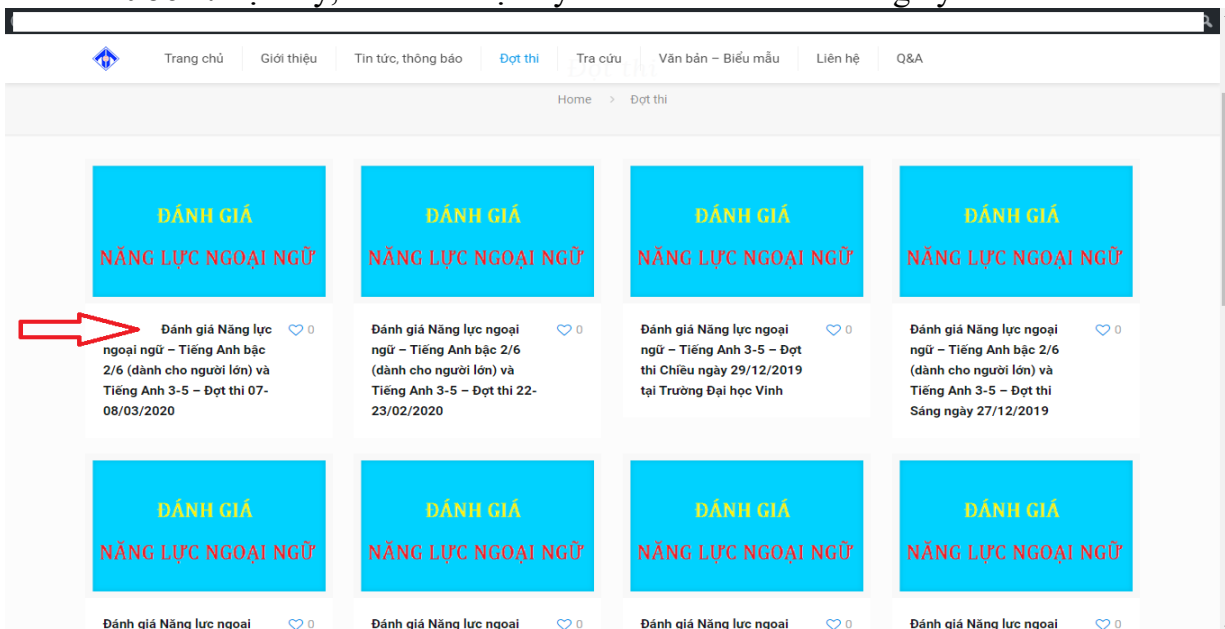 Trang chủ Giới thiệu Tin tức, thông báo Đợt thi Tra cứu Văn bản – Biểu mẫu Liên hệ Q&A
Đợt thi
Home > Đợt thi
ĐÁNH GIÁ
NĂNG LỰC NGOẠI NGỮ
ĐÁNH GIÁ
NĂNG LỰC NGOẠI NGỮ
ĐÁNH GIÁ
NĂNG LỰC NGOẠI NGỮ
ĐÁNH GIÁ
NĂNG LỰC NGOẠI NGỮ
Đánh giá Năng lực 0
ngoại ngữ – Tiếng Anh bậc
2/6 (dành cho người lớn) và
Tiếng Anh 3-5 – Đợt thi 07-
08/03/2020
Đánh giá Năng lực ngoại 0
ngữ – Tiếng Anh bậc 2/6
(dành cho người lớn) và
Tiếng Anh 3-5 – Đợt thi 22-
23/02/2020
Đánh giá Năng lực ngoại 0
ngữ – Tiếng Anh 3-5 – Đợt
thi Chiều ngày 29/12/2019
tại Trường Đại học Vinh
Đánh giá Năng lực ngoại 0
ngữ – Tiếng Anh bậc 2/6
(dành cho người lớn) và
Tiếng Anh 3-5 – Đợt thi
Sáng ngày 27/12/2019
ĐÁNH GIÁ
NĂNG LỰC NGOẠI NGỮ
ĐÁNH GIÁ
NĂNG LỰC NGOẠI NGỮ
ĐÁNH GIÁ
NĂNG LỰC NGOẠI NGỮ
ĐÁNH GIÁ
NĂNG LỰC NGOẠI NGỮ
Đánh giá Năng lực ngoại 0
Đánh giá Năng lực ngoại 0
Đánh giá Năng lực ngoại 0
Đánh giá Năng lực ngoại 0